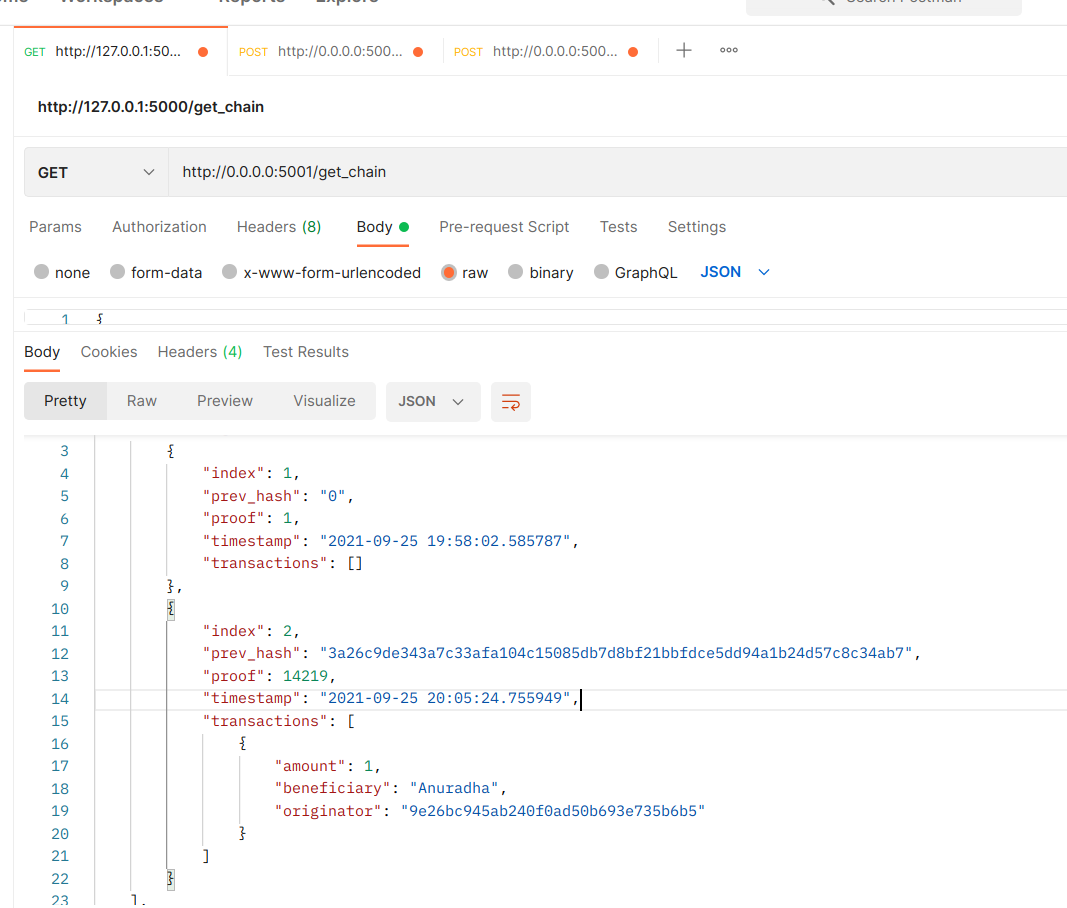 Workspaces Reports Explore Search Postman
GET http://127.0.0.1:50... POST http://0.0.0.0:500... POST http://0.0.0.0:500...
http://127.0.0.1:5000/get_chain
GET http://0.0.0.0:5001/get_chain
Params Authorization Headers (8) Body Pre-request Script Tests Settings
none form-data x-www-form-urlencoded raw binary GraphQL JSON
1 {
Body Cookies Headers (4) Test Results
Pretty Raw Preview Visualize JSON
3 {
4 "index": 1,
5 "prev_hash": "0",
6 "proof": 1,
7 "timestamp": "2021-09-25 19:58:02.585787",
8 "transactions": []
9 },
10 {
11 "index": 2,
12 "prev_hash": "3a26c9de343a7c33afa104c15085db7d8bf21bbfdce5dd94a1b24d57c8c34ab7",
13 "proof": 14219,
14 "timestamp": "2021-09-25 20:05:24.755949",
15 "transactions": [
16 {
17 "amount": 1,
18 "beneficiary": "Anuradha",
19 "originator": "9e26bc945ab240f0ad50b693e735b6b5"
20 }
21 ]
22 }
23 ],